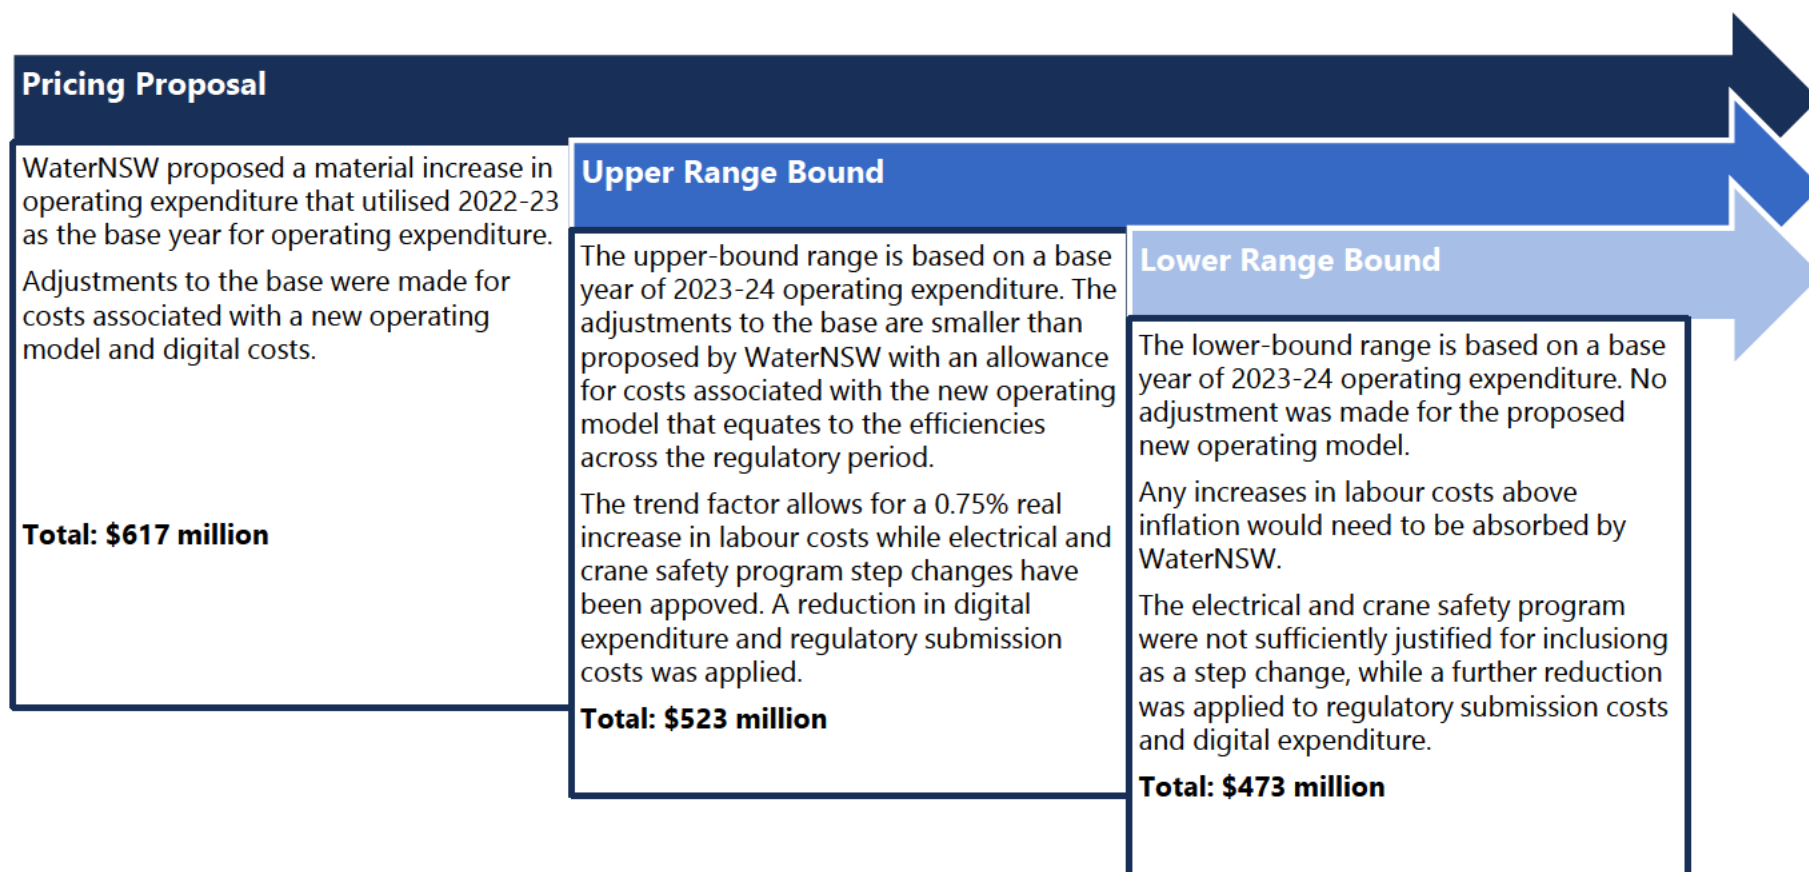 Pricing Proposal
WaterNSW proposed a material increase in
operating expenditure that utilised 2022-23
as the base year for operating expenditure.
Adjustments to the base were made for
costs associated with a new operating
model and digital costs.
Total: $617 million
Upper Range Bound
The upper-bound range is based on a base
year of 2023-24 operating expenditure. The
adjustments to the base are smaller than
proposed by WaterNSW with an allowance
for costs associated with the new operating
model that equates to the efficiencies
across the regulatory period.
The trend factor allows for a 0.75% real
increase in labour costs while electrical and
crane safety program step changes have
been appoved. A reduction in digital
expenditure and regulatory submission
costs was applied.
Total: $523 million
Lower Range Bound
The lower-bound range is based on a base
year of 2023-24 operating expenditure. No
adjustment was made for the proposed
new operating model.
Any increases in labour costs above
inflation would need to be absorbed by
WaterNSW.
The electrical and crane safety program
were not sufficiently justified for inclusiong
as a step change, while a further reduction
was applied to regulatory submission costs
and digital expenditure.
Total: $473 million